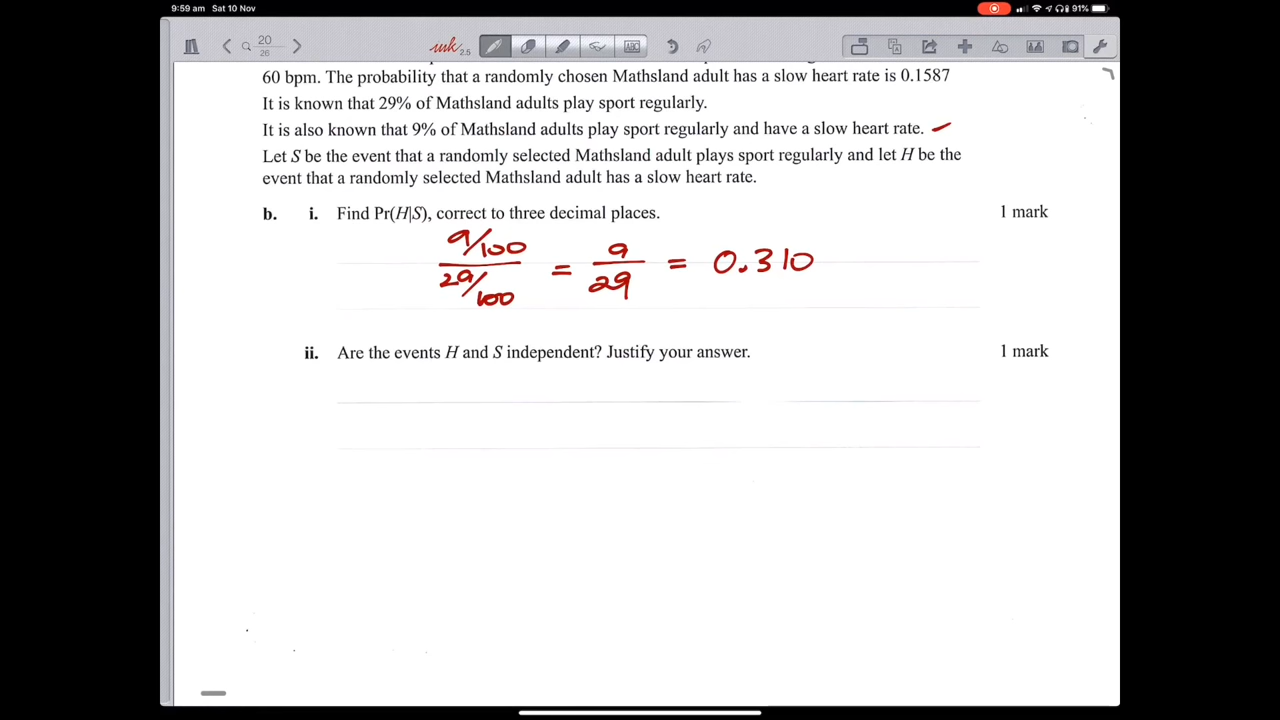 9:59 am Sat 10 Nov
91%
20
26
2.5
ABC
60 bpm. The probability that a randomly chosen Mathsland adult has a slow heart rate is 0.1587
It is known that 29% of Mathsland adults play sport regularly.
It is also known that 9% of Mathsland adults play sport regularly and have a slow heart rate.
Let S be the event that a randomly selected Mathsland adult plays sport regularly and let H be the
event that a randomly selected Mathsland adult has a slow heart rate.
b. i. Find Pr(H|S), correct to three decimal places. 1 mark
9/100
29/100
= 9/29 = 0.310
ii. Are the events H and S independent? Justify your answer. 1 mark